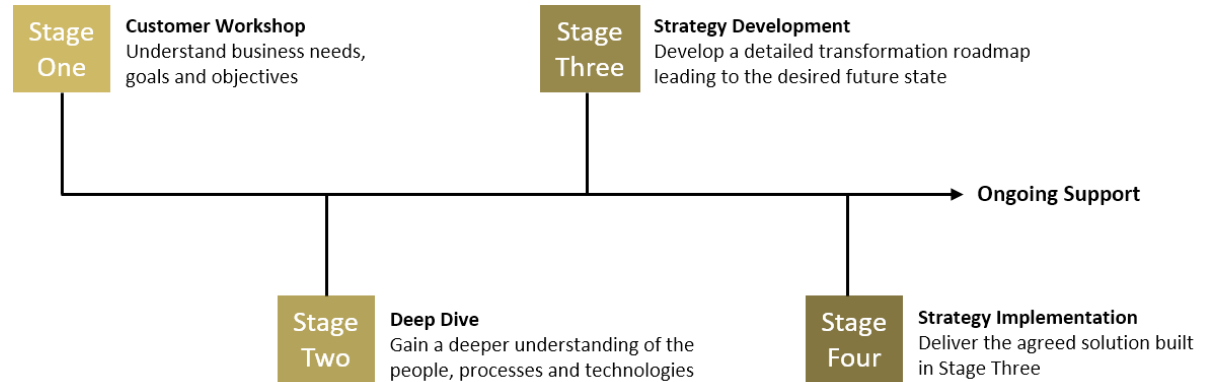 Stage
One
Customer Workshop
Understand business needs,
goals and objectives
Stage
Three
Strategy Development
Develop a detailed transformation roadmap
leading to the desired future state
Ongoing Support
Stage
Two
Deep Dive
Gain a deeper understanding of the
people, processes and technologies
Stage
Four
Strategy Implementation
Deliver the agreed solution built
in Stage Three